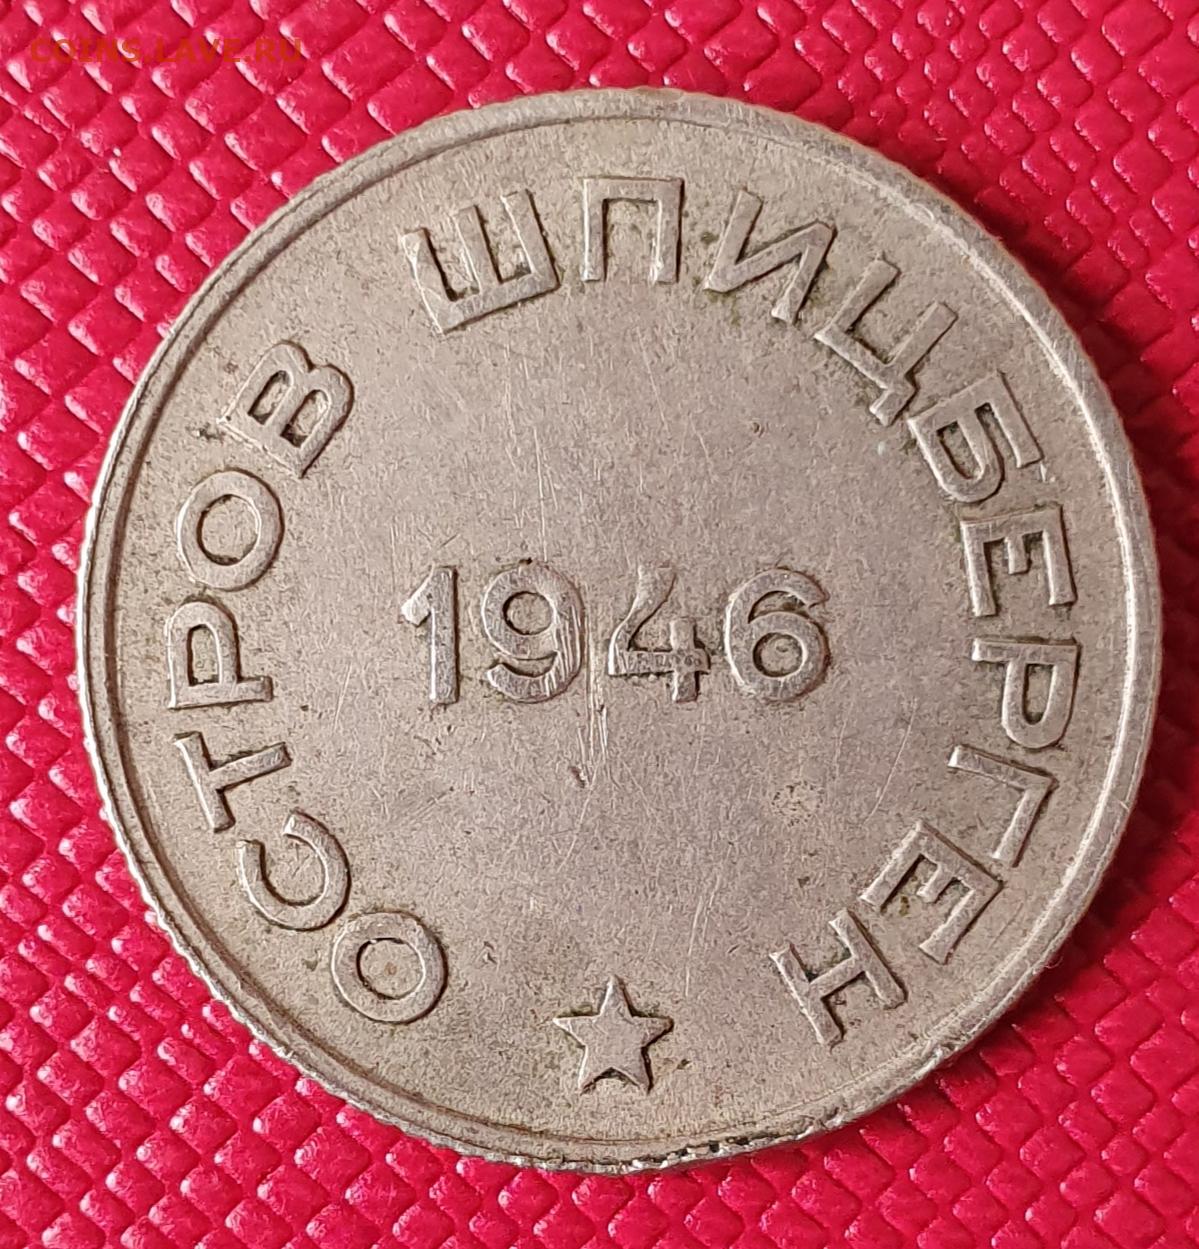 COINS.LAVE.RU
ОСТРОВ ШПИЦБЕРГЕН
1946